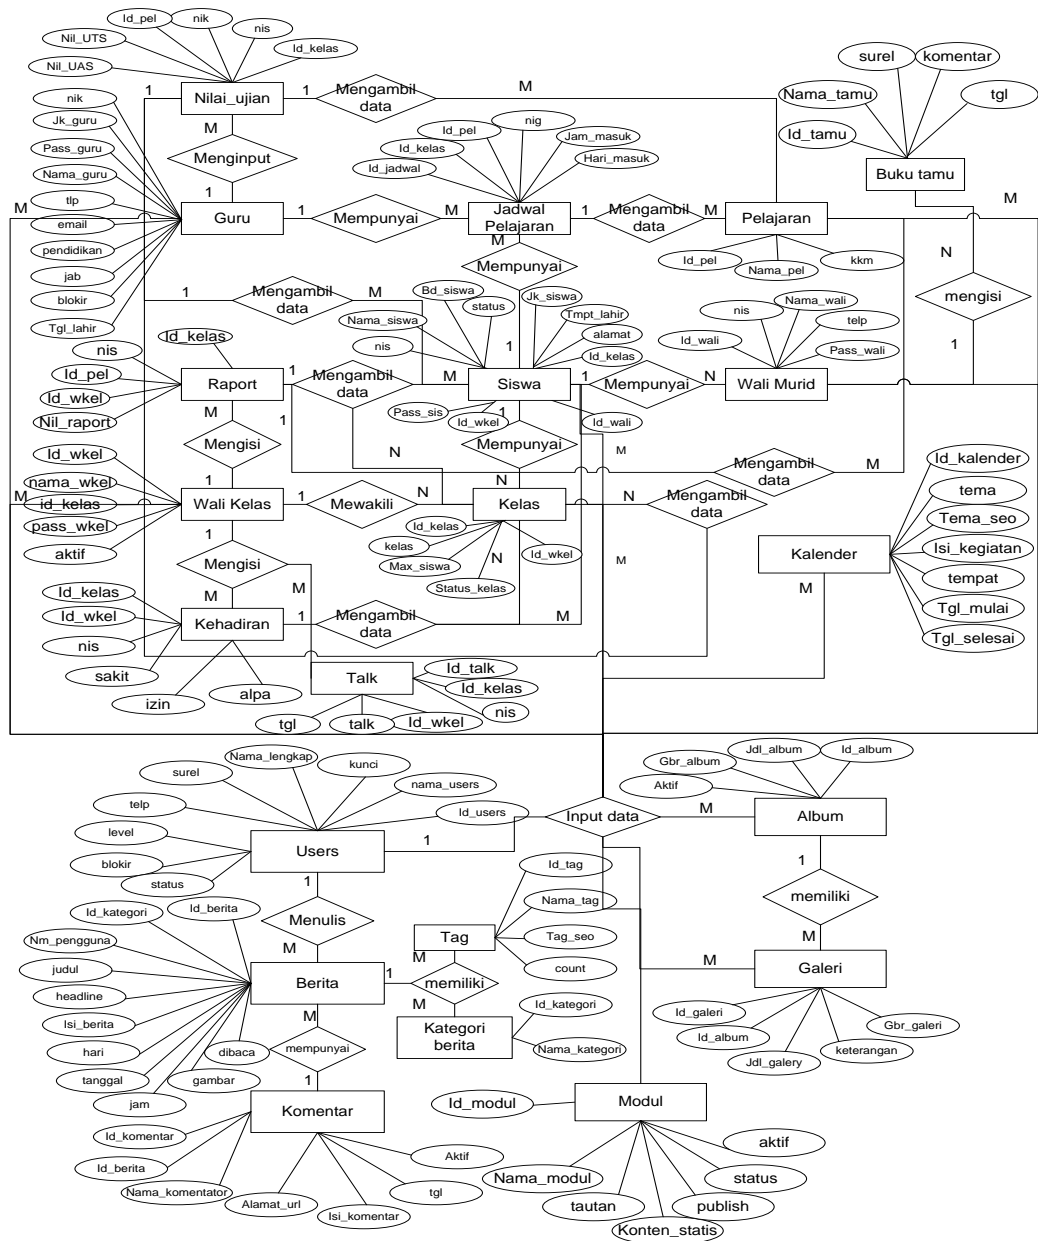 Id_pel
nik
nis
Id_kelas
Nil_UTS
Nil_UAS
Nilai_ujian
1
Mengambil
data
M
1
surel
komentar
Nama_tamu
tgl
Id_tamu
Buku tamu
nik
Jk_guru
Pass_guru
Nama_guru
tlp
email
pendidikan
jab
blokir
Tgl_lahir
M
Menginput
1
Guru
M
1
Mempunyai
M
Id_pel
nig
Jam_masuk
Hari_masuk
Id_kelas
Id_jadwal
Jadwal
Pelajaran
1
Mengambil
data
M
Pelajaran
M
Id_pel
Nama_pel
kkm
N
mengisi
1
M
Mempunyai
1
1
Mengambil
data
M
Bd_siswa
status
Nama_siswa
nis
Jk_siswa
Tmpt_lahir
alamat
Id_kelas
Nama_wali
nis
telp
Id_wali
Pass_wali
Id_kelas
nis
Id_pel
Id_wkel
Nil_raport
Raport
1
Mengambil
data
M
Siswa
1
Mempunyai
N
Wali Murid
Pass_sis
Id_wkel
Id_wali
M
Mengisi
1
1
1
N
1
Mempunyai
N
M
Mengambil
data
M
M
Id_wkel
nama_wkel
id_kelas
pass_wkel
aktif
M
Wali Kelas
1
Mewakili
N
Kelas
N
Mengambil
data
M
Id_kelas
kelas
Max_siswa
Status_kelas
Id_wkel
N
Id_kalender
tema
Tema_seo
Isi_kegiatan
tempat
Tgl_mulai
Tgl_selesai
Kalender
M
1
Mengisi
M
M
Id_kelas
Id_wkel
nis
sakit
izin
alpa
Kehadiran
1
Mengambil
data
M
Talk
Id_talk
Id_kelas
nis
Id_wkel
talk
tgl
Nama_lengkap
kunci
surel
nama_users
telp
Id_users
level
blokir
status
Users
1
Input data
M
Jdl_album
Id_album
Gbr_album
Aktif
Album
1
memiliki
M
1
Menulis
M
Id_kategori
Id_berita
Nm_pengguna
judul
headline
Isi_berita
hari
tanggal
jam
gambar
dibaca
Berita
1
memiliki
M
M
Tag
Id_tag
Nama_tag
Tag_seo
count
Kategori
berita
Id_kategori
Nama_kategori
M
Galeri
Id_galeri
Id_album
Jdl_galery
keterangan
Gbr_galeri
M
mempunyai
1
Komentar
Id_komentar
Id_berita
Nama_komentator
Alamat_url
Isi_komentar
tgl
Aktif
Modul
Id_modul
Nama_modul
tautan
Konten_statis
publish
status
aktif